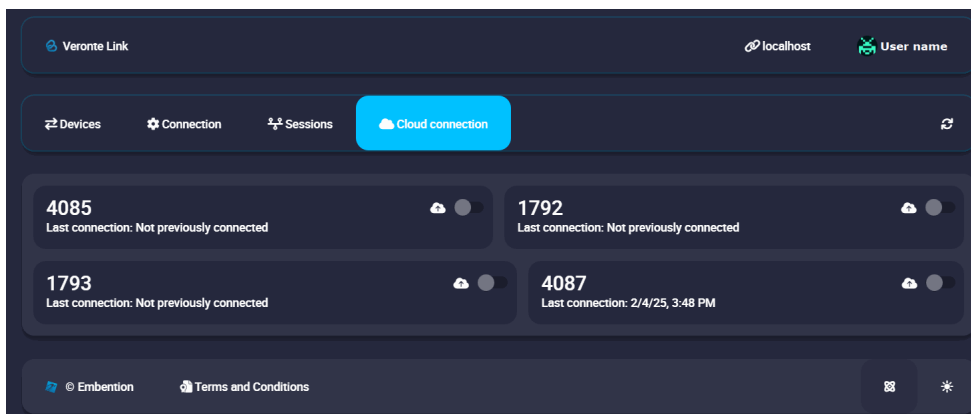 Veronte Link
localhost
User name
Devices
Connection
Sessions
Cloud connection
4085
Last connection: Not previously connected
1792
Last connection: Not previously connected
1793
Last connection: Not previously connected
4087
Last connection: 2/4/25, 3:48 PM
© Embention
Terms and Conditions